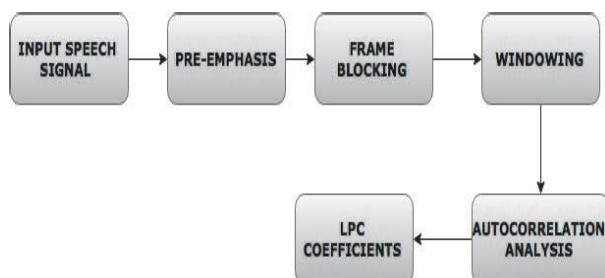 INPUT SPEECH
SIGNAL
PRE-EMPHASIS
FRAME
BLOCKING
WINDOWING
AUTOCORRELATION
ANALYSIS
LPC
COEFFICIENTS